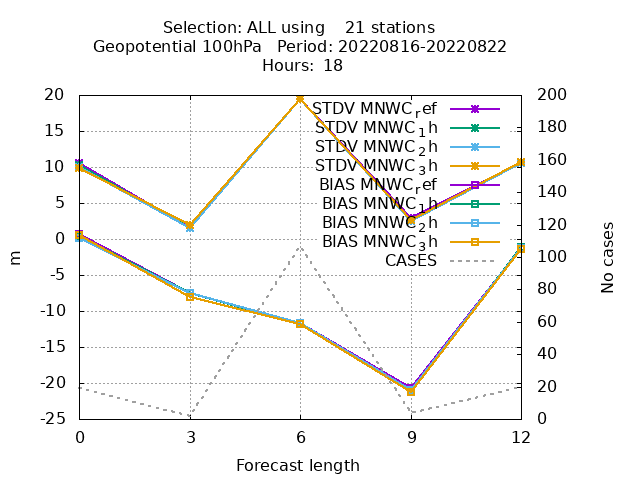 Selection: ALL using    21 stations
Geopotential 100hPa   Period: 20220816-20220822
Hours: 18
STDV MNWC_ref
STDV MNWC_1h
STDV MNWC_2h
STDV MNWC_3h
BIAS MNWC_ref
BIAS MNWC_1h
BIAS MNWC_2h
BIAS MNWC_3h
CASES
20
15
10
5
0
-5
-10
-15
-20
-25
m
200
180
160
140
120
100
80
60
40
20
0
No cases
0 3 6 9 12
Forecast length